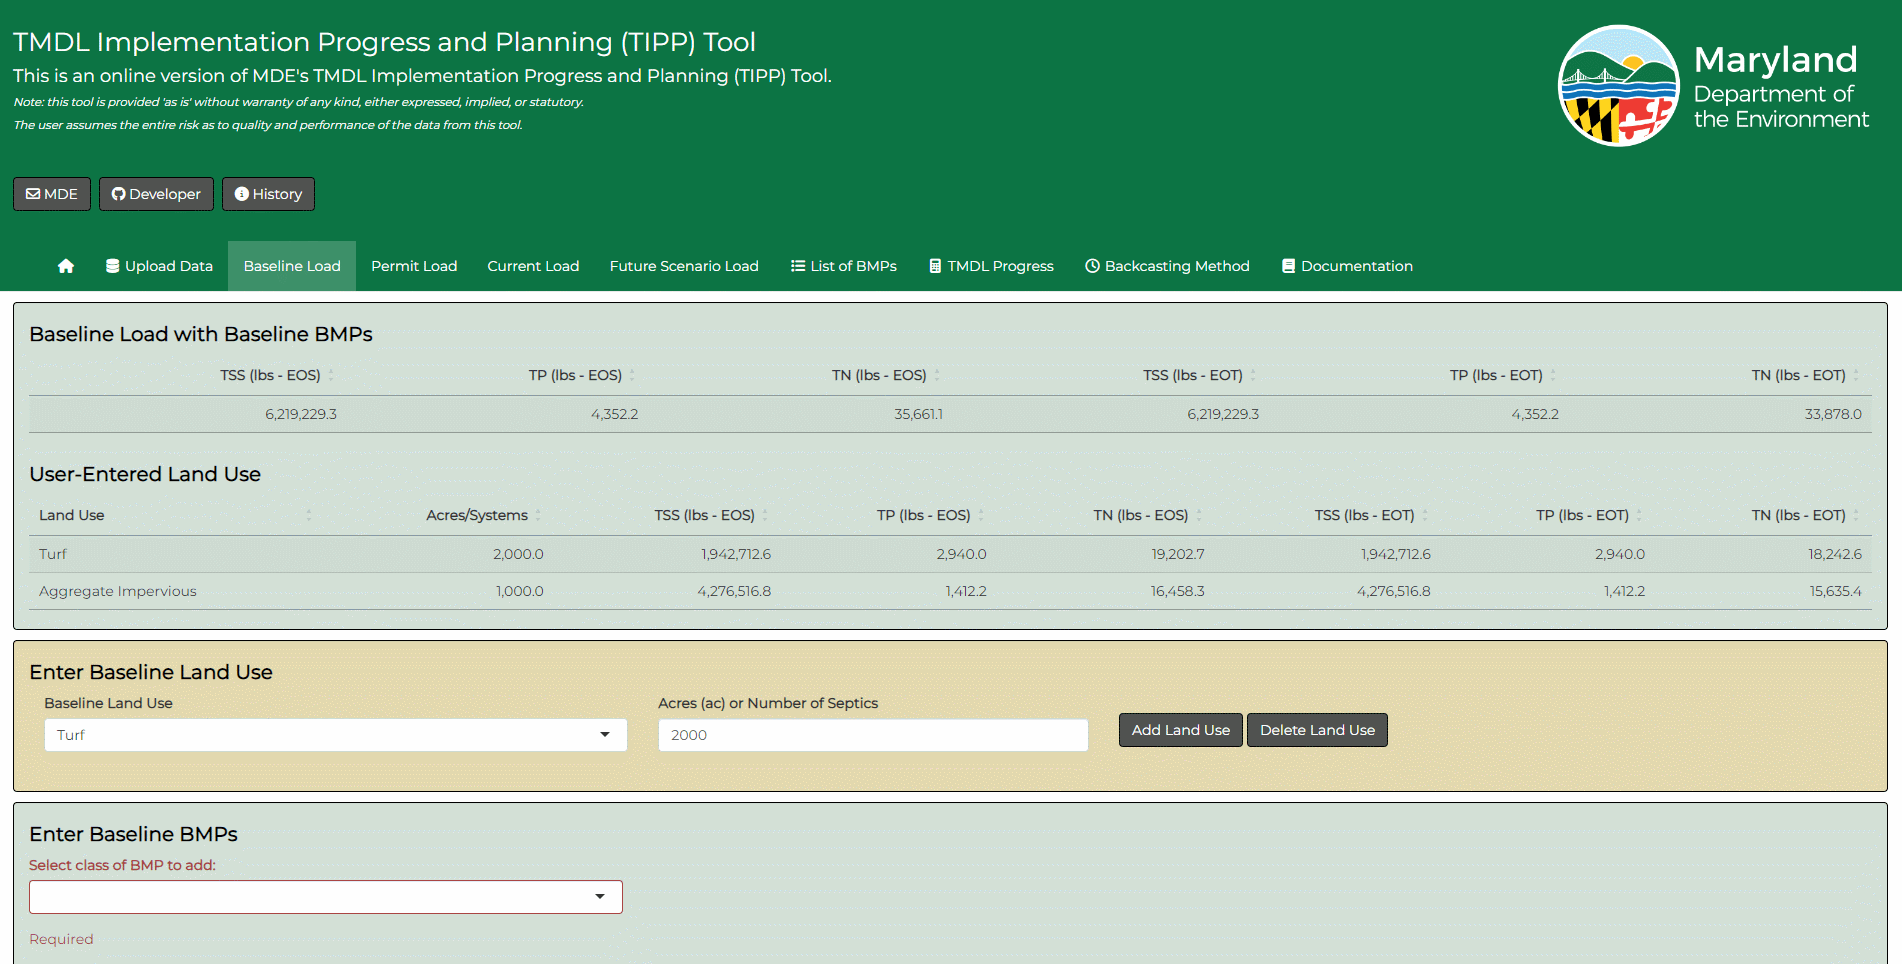 TMDL Implementation Progress and Planning (TIPP) Tool
This is an online version of MDE's TMDL Implementation Progress and Planning (TIPP) Tool.
Note: this tool is provided 'as is' without warranty of any kind, either expressed, implied, or statutory.
The user assumes the entire risk as to quality and performance of the data from this tool.
Maryland
Department of
the Environment
MDE Developer History
Upload Data Baseline Load Permit Load Current Load Future Scenario Load List of BMPs TMDL Progress Backcasting Method Documentation
Baseline Load with Baseline BMPs
TSS (lbs - EOS) TP (lbs - EOS) TN (lbs - EOS) TSS (lbs - EOT) TP (lbs - EOT) TN (lbs - EOT)
6,219,229.3 4,352.2 35,661.1 6,219,229.3 4,352.2 33,878.0
User-Entered Land Use
Land Use Acres/Systems TSS (lbs - EOS) TP (lbs - EOS) TN (lbs - EOS) TSS (lbs - EOT) TP (lbs - EOT) TN (lbs - EOT)
Turf 2,000.0 1,942,712.6 2,940.0 19,202.7 1,942,712.6 2,940.0 18,242.6
Aggregate Impervious 1,000.0 4,276,516.8 1,412.2 16,458.3 4,276,516.8 1,412.2 15,635.4
Enter Baseline Land Use
Baseline Land Use Acres (ac) or Number of Septics
Turf 2000 Add Land Use Delete Land Use
Enter Baseline BMPs
Select class of BMP to add:
Required